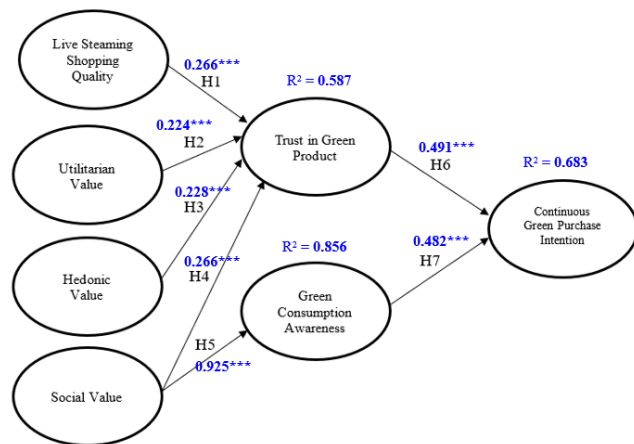 Live Steaming
Shopping
Quality
0.266***
H1
R² = 0.587
0.224***
H2
Trust in Green
Product
Utilitarian
Value
0.491***
H6
R² = 0.683
0.228***
H3
Continuous
Green Purchase
Intention
R² = 0.856
0.482***
H7
0.266***
H4
Hedonic
Value
Green
Consumption
Awareness
H5
0.925***
Social Value